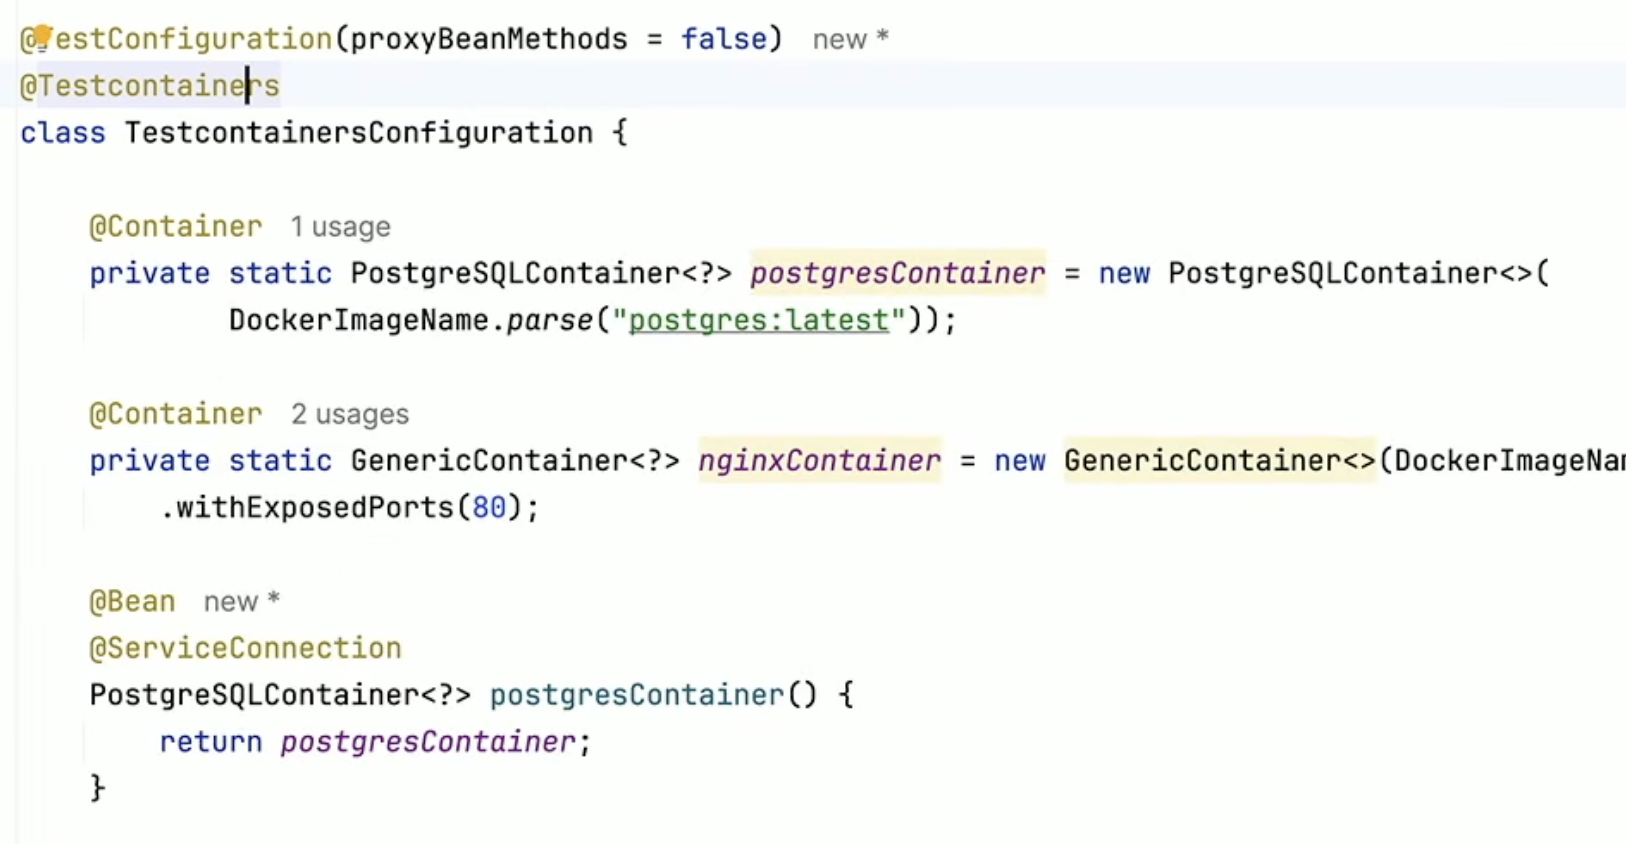 @TestConfiguration(proxyBeanMethods = false) new *
@Testcontainers
class TestcontainersConfiguration {
@Container 1 usage
private static PostgreSQLContainer<?> postgresContainer = new PostgreSQLContainer<>(
DockerImageName.parse("postgres:latest"));
@Container 2 usages
private static GenericContainer<?> nginxContainer = new GenericContainer<>(DockerImageNa
.withExposedPorts(80);
@Bean new *
@ServiceConnection
PostgreSQLContainer<?> postgresContainer() {
return postgresContainer;
}